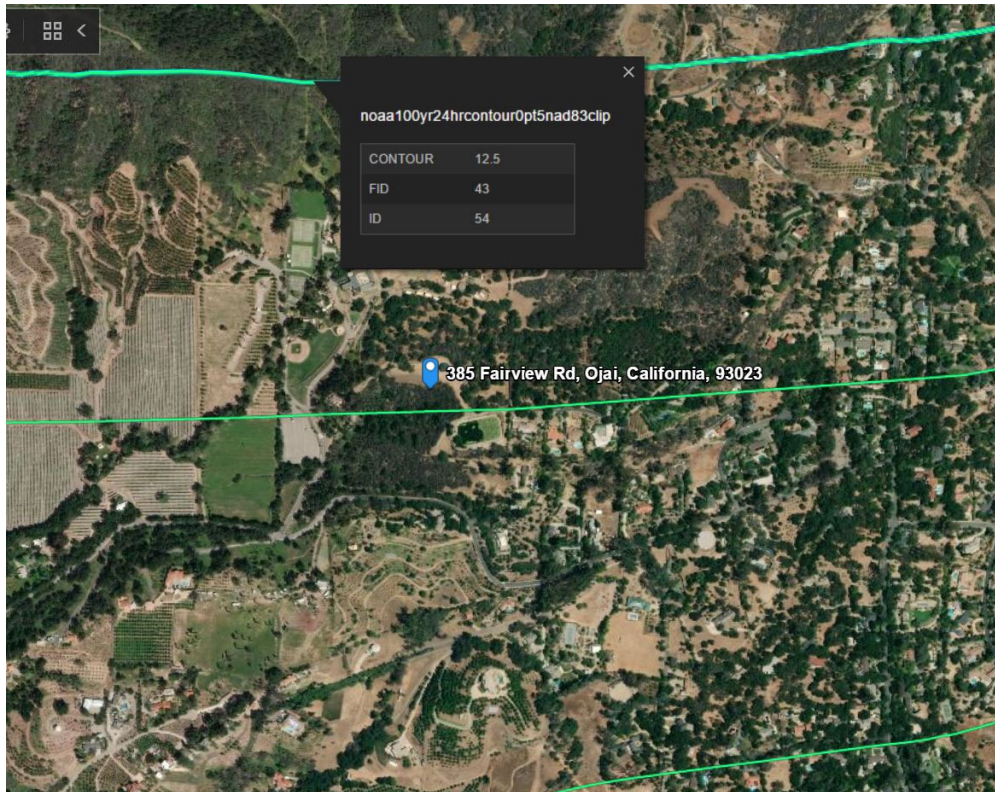 noaa100yr24hrcontour0pt5nad83clip
CONTOUR 12.5
FID 43
ID 54
385 Fairview Rd, Ojai, California, 93023